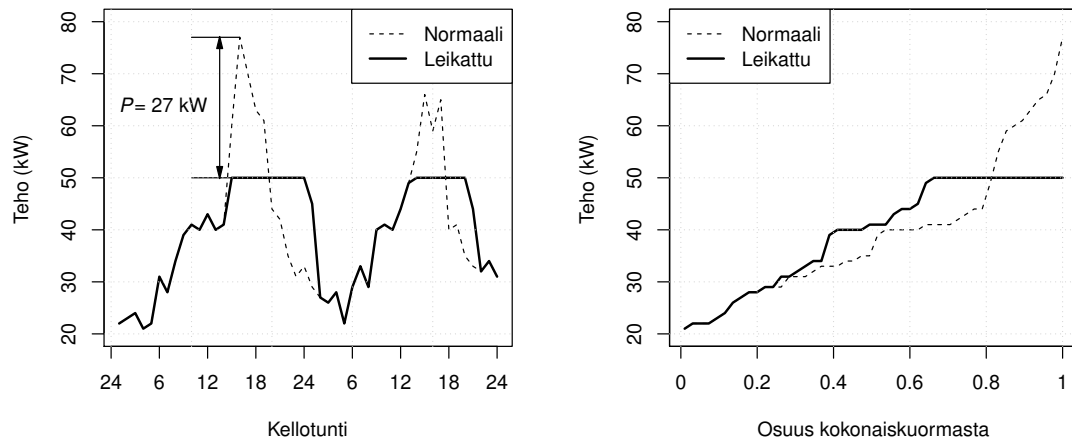 80
70
60
50
40
30
20
Teho (kW)
P= 27 kW
Normaali
Leikattu
24 6 12 18 24 6 12 18 24
Kellotunti
80
70
60
50
40
30
20
Teho (kW)
Normaali
Leikattu
0 0.2 0.4 0.6 0.8 1
Osuus kokonaiskuormasta